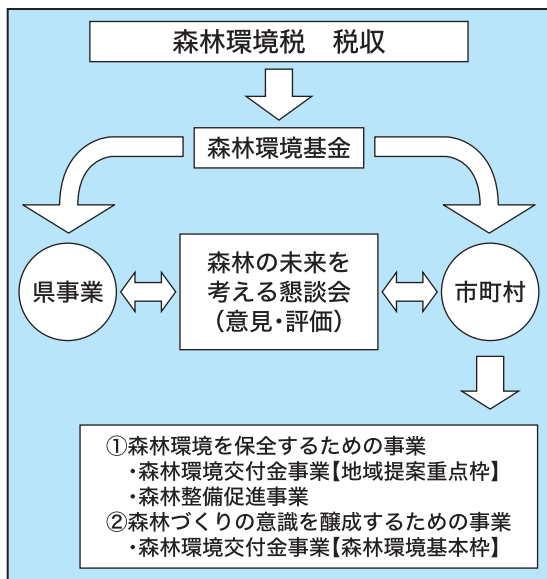 森林環境税　税収
森林環境基金
県事業
森林の未来を
考える懇談会
（意見・評価）
市町村
①森林環境を保全するための事業
・森林環境交付金事業【地域提案重点枠】
・森林整備促進事業
②森林づくりの意識を醸成するための事業
・森林環境交付金事業【森林環境基本枠】